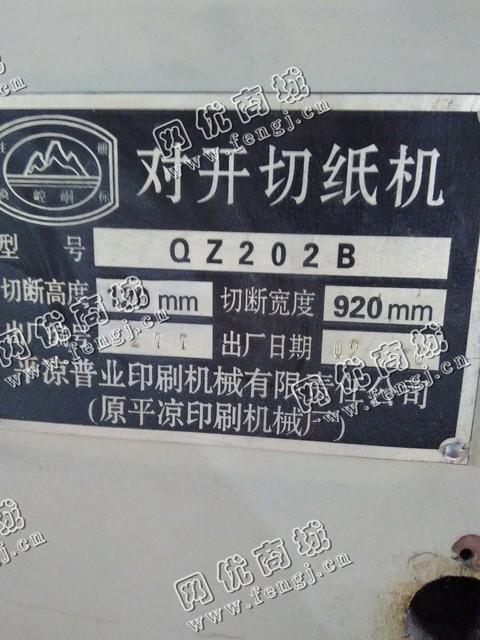 对开切纸机
型 号 QZ202B
切断高度 mm 切断宽度 920mm
277 出厂日期
平凉普业印刷机械有限责任公司
(原平凉印刷机械厂)
网优商城
www.fengj.cn